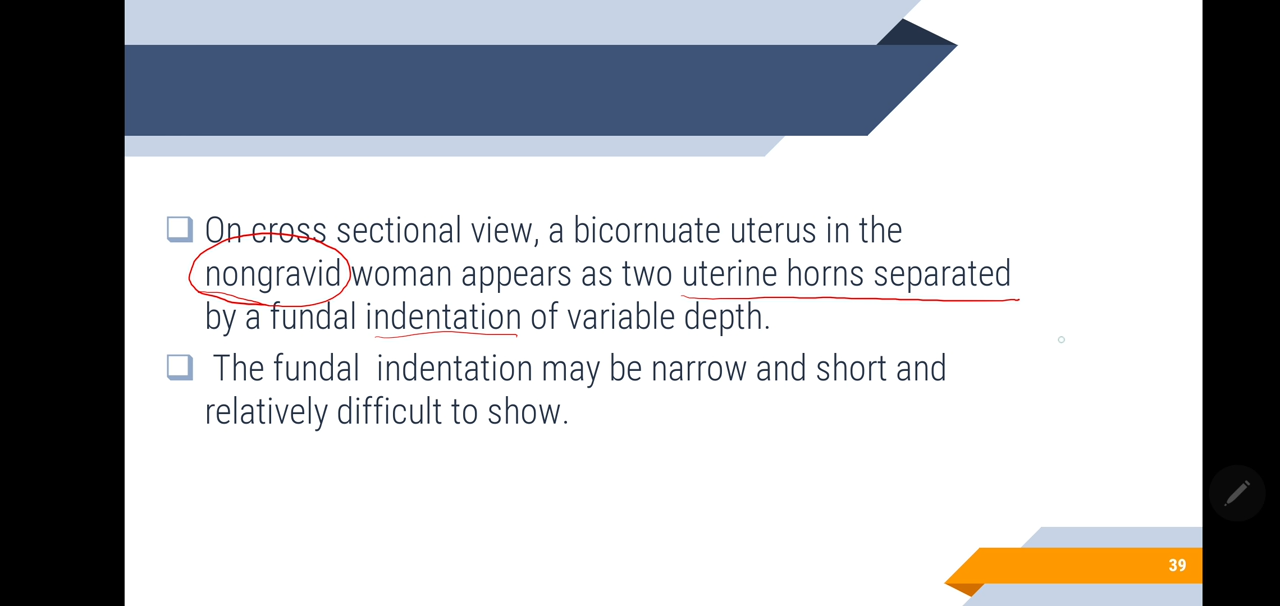 On cross sectional view, a bicornuate uterus in the
nongravid woman appears as two uterine horns separated
by a fundal indentation of variable depth.
The fundal indentation may be narrow and short and
relatively difficult to show.
39